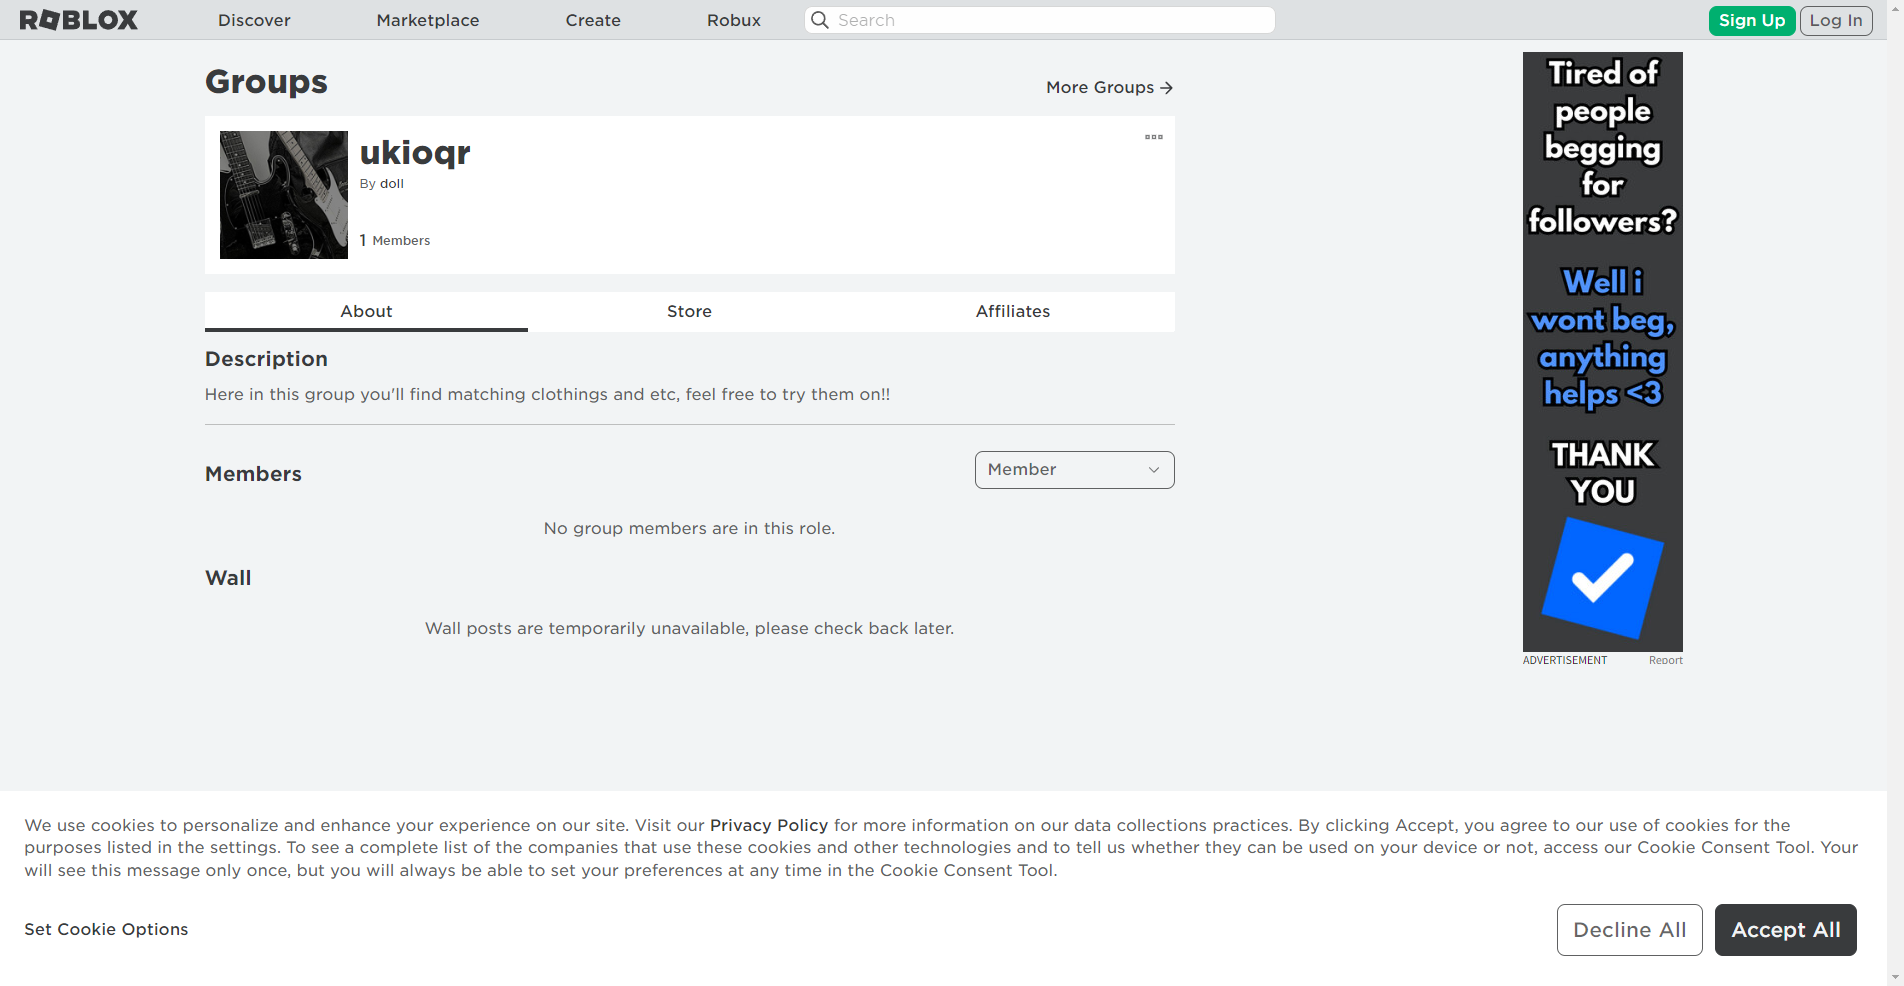 ROBLOX
Discover
Marketplace
Create
Robux
Search
Sign Up
Log In
Groups
More Groups
ukioqr
By doll
1 Members
About
Store
Affiliates
Description
Here in this group you'll find matching clothings and etc, feel free to try them on!!
Members
Member
No group members are in this role.
Wall
Wall posts are temporarily unavailable, please check back later.
Tired of
people
begging
for
followers?
Well i
wont beg,
anything
helps <3
THANK
YOU
ADVERTISEMENT
Report
We use cookies to personalize and enhance your experience on our site. Visit our Privacy Policy for more information on our data collections practices. By clicking Accept, you agree to our use of cookies for the
purposes listed in the settings. To see a complete list of the companies that use these cookies and other technologies and to tell us whether they can be used on your device or not, access our Cookie Consent Tool. Your
will see this message only once, but you will always be able to set your preferences at any time in the Cookie Consent Tool.
Set Cookie Options
Decline All
Accept All